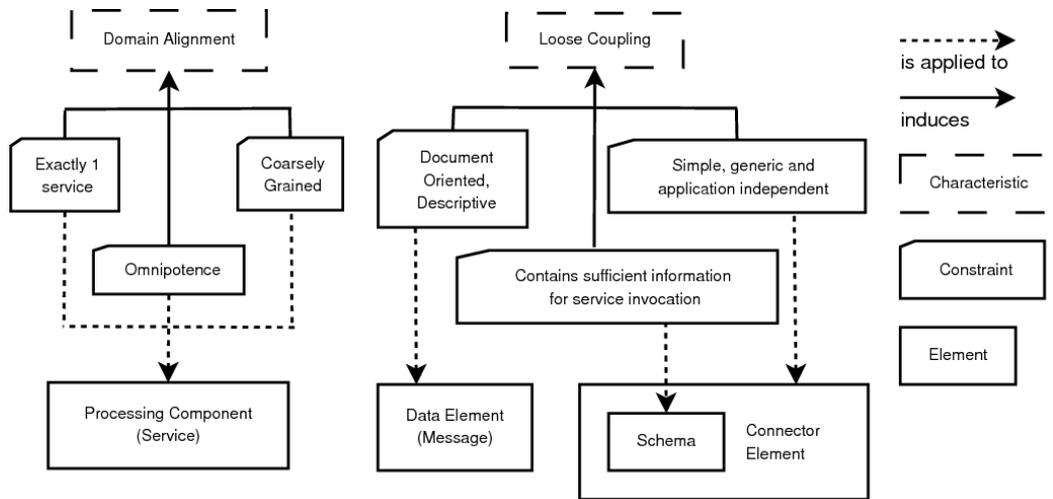 Domain Alignment
Exactly 1
service
Coarsely
Grained
Omnipotence
Processing Component
(Service)
Loose Coupling
Document
Oriented,
Descriptive
Simple, generic and
application independent
Contains sufficient information
for service invocation
Data Element
(Message)
Schema
Connector
Element
is applied to
induces
Characteristic
Constraint
Element